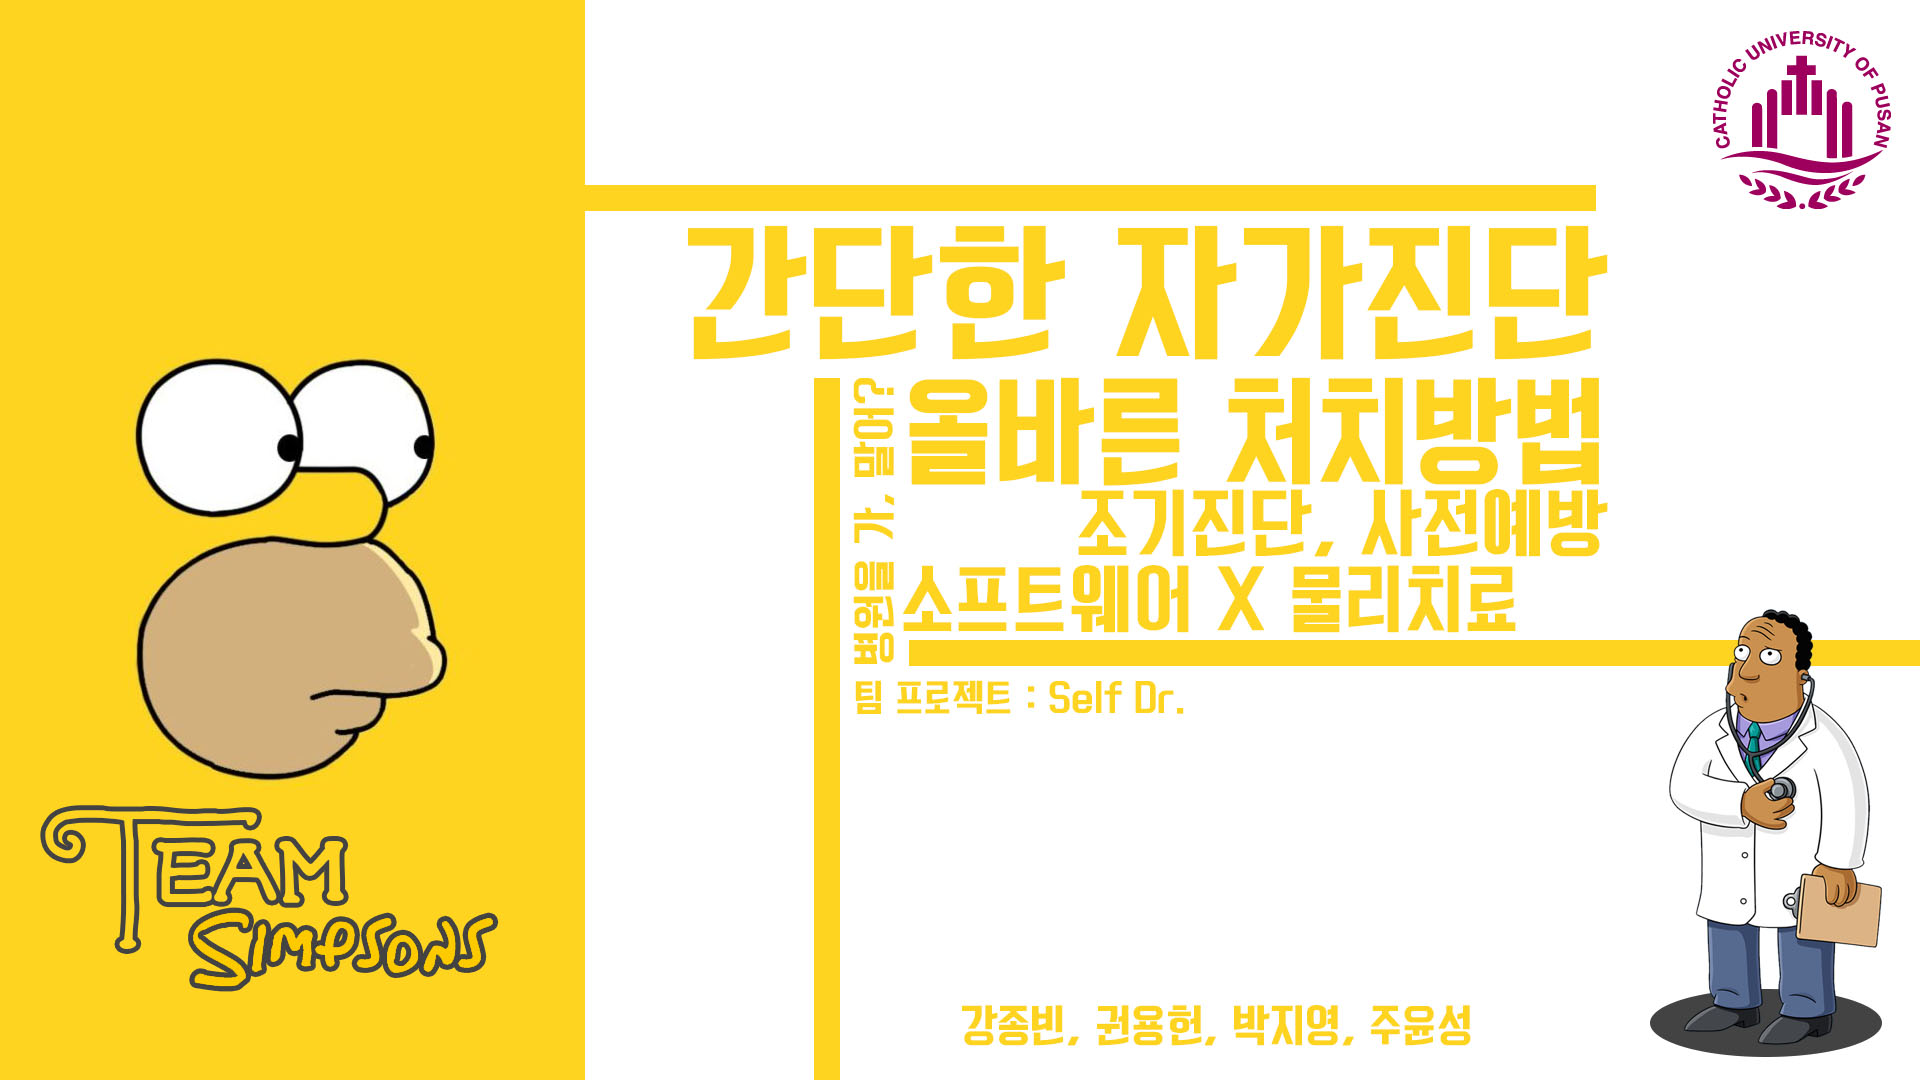 CATHOLIC UNIVERSITY OF PUSAN
간단한 자가진단
병원을 가, 말어?
올바른 처치방법
조기진단, 사전예방
소프트웨어 X 물리치료
팀 프로젝트 : Self Dr.
TEAM
SIMPSONS
강종빈, 권용헌, 박지영, 주윤성